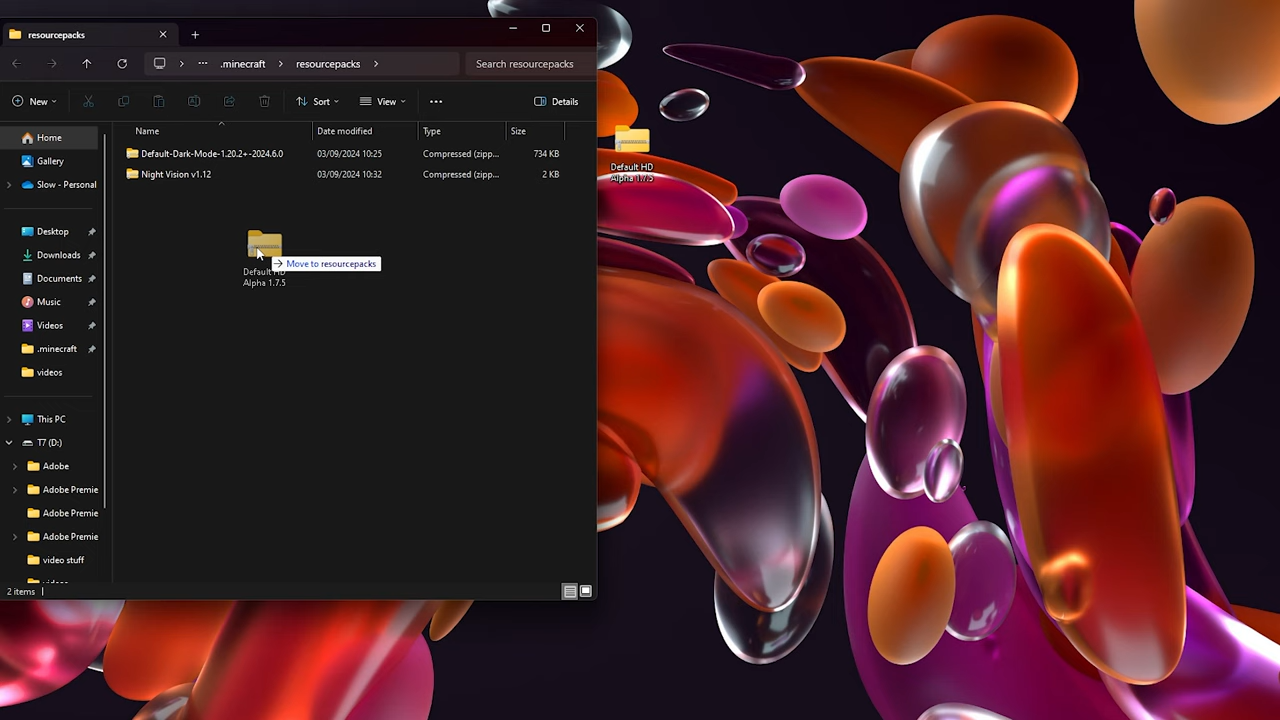 resourcepacks
.minecraft
resourcepacks
Search resourcepacks
New
Sort
View
Details
Name
Date modified
Type
Size
Default-Dark-Mode-1.20.2+-2024.6.0
03/09/2024 10:25
Compressed (zipp...
734 KB
Night Vision v1.12
03/09/2024 10:32
Compressed (zipp...
2 KB
Home
Gallery
Slow - Personal
Desktop
Downloads
Documents
Music
Videos
.minecraft
videos
This PC
T7 (D:)
Adobe
Adobe Premie
Adobe Premie
Adobe Premie
video stuff
videos
Move to resourcepacks
Default HD
Alpha 1.7.5
Default HD
Alpha 1.7.5
2 items